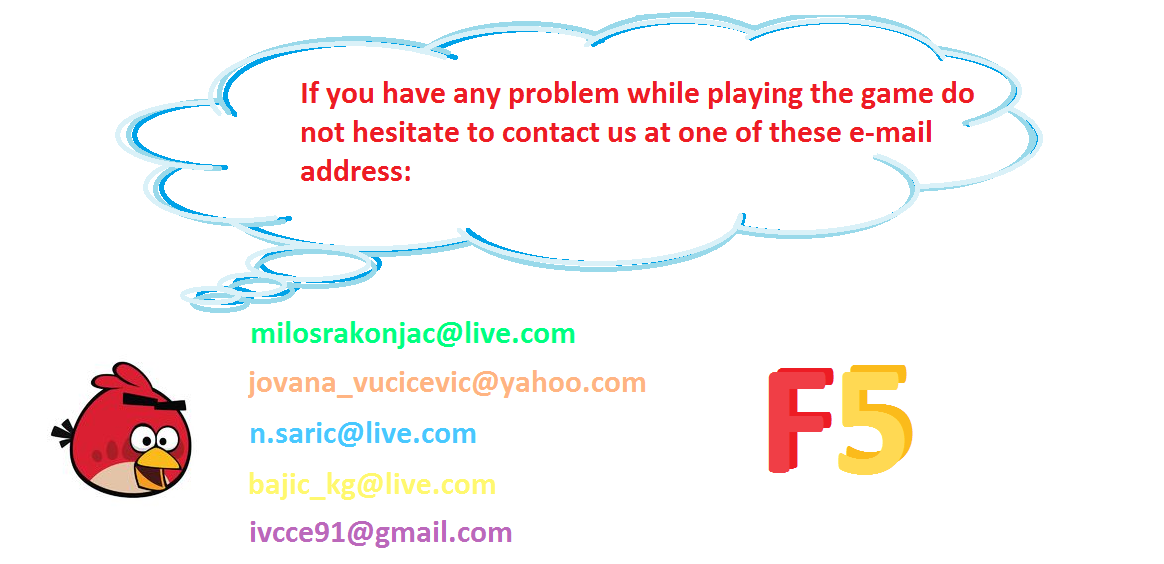 If you have any problem while playing the game do
not hesitate to contact us at one of these e-mail
address:
milosrakonjac@live.com
jovana_vucicevic@yahoo.com
n.saric@live.com
bajic_kg@live.com
ivcce91@gmail.com
F5